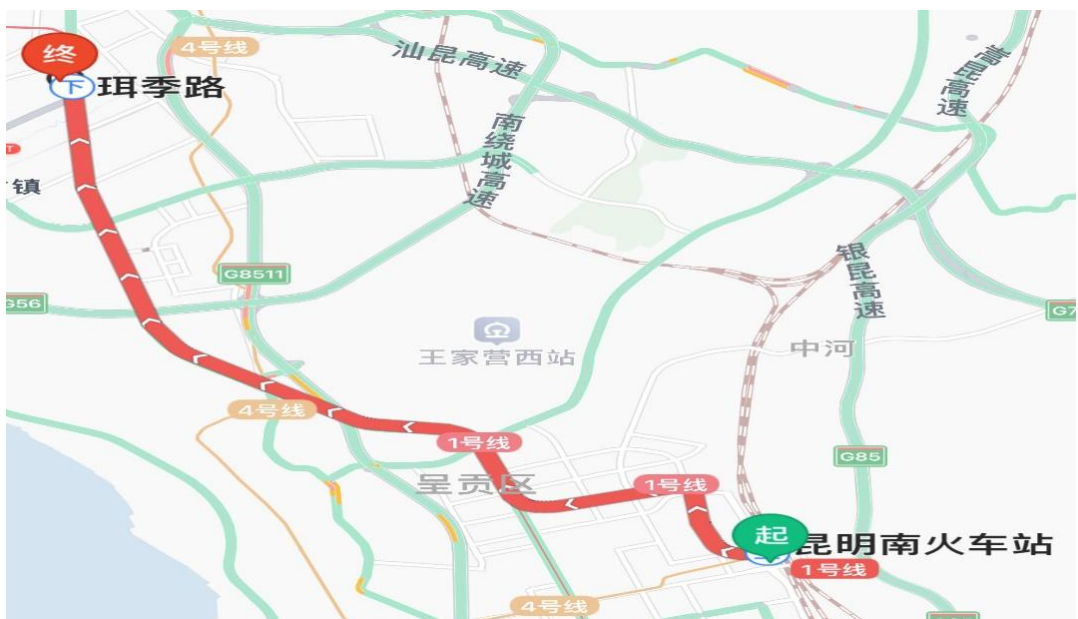 4号线
汕昆高速
嵩昆高速
终
下
珥季路
南绕城高速
镇
G8511
G56
银昆高速
王家营西站
中河
4号线
1号线
G85
呈贡区
1号线
起
昆明南火车站
1号线
4号线